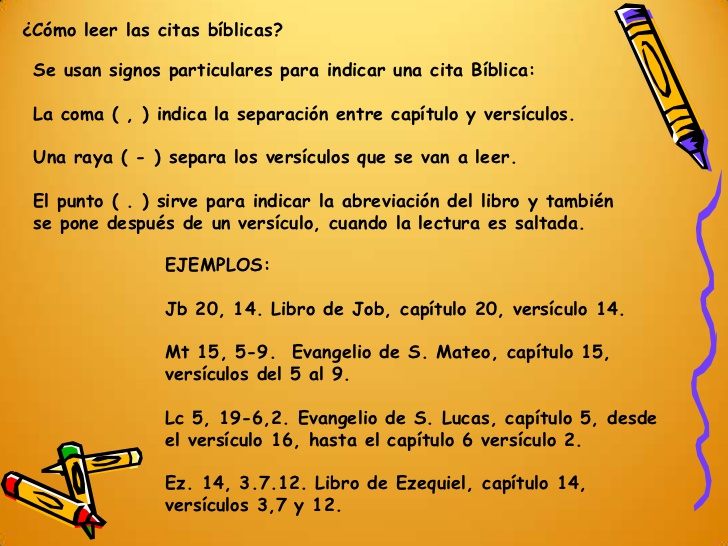 ¿Cómo leer las citas bíblicas?
Se usan signos particulares para indicar una cita Bíblica:
La coma ( , ) indica la separación entre capítulo y versículos.
Una raya ( - ) separa los versículos que se van a leer.
El punto ( . ) sirve para indicar la abreviación del libro y también
se pone después de un versículo, cuando la lectura es saltada.
EJEMPLOS:
Jb 20, 14. Libro de Job, capítulo 20, versículo 14.
Mt 15, 5-9.  Evangelio de S. Mateo, capítulo 15,
versículos del 5 al 9.
Lc 5, 19-6,2. Evangelio de S. Lucas, capítulo 5, desde
el versículo 16, hasta el capítulo 6 versículo 2.
Ez. 14, 3.7.12. Libro de Ezequiel, capítulo 14,
versículos 3,7 y 12.